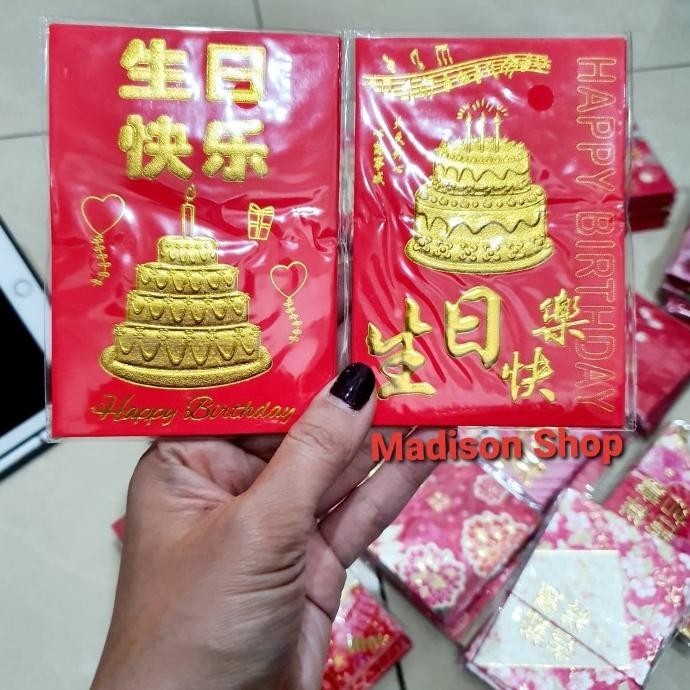 生日
快乐
Happy Birthday
HAPPY BIRTHDAY
生日快樂
Madison Shop